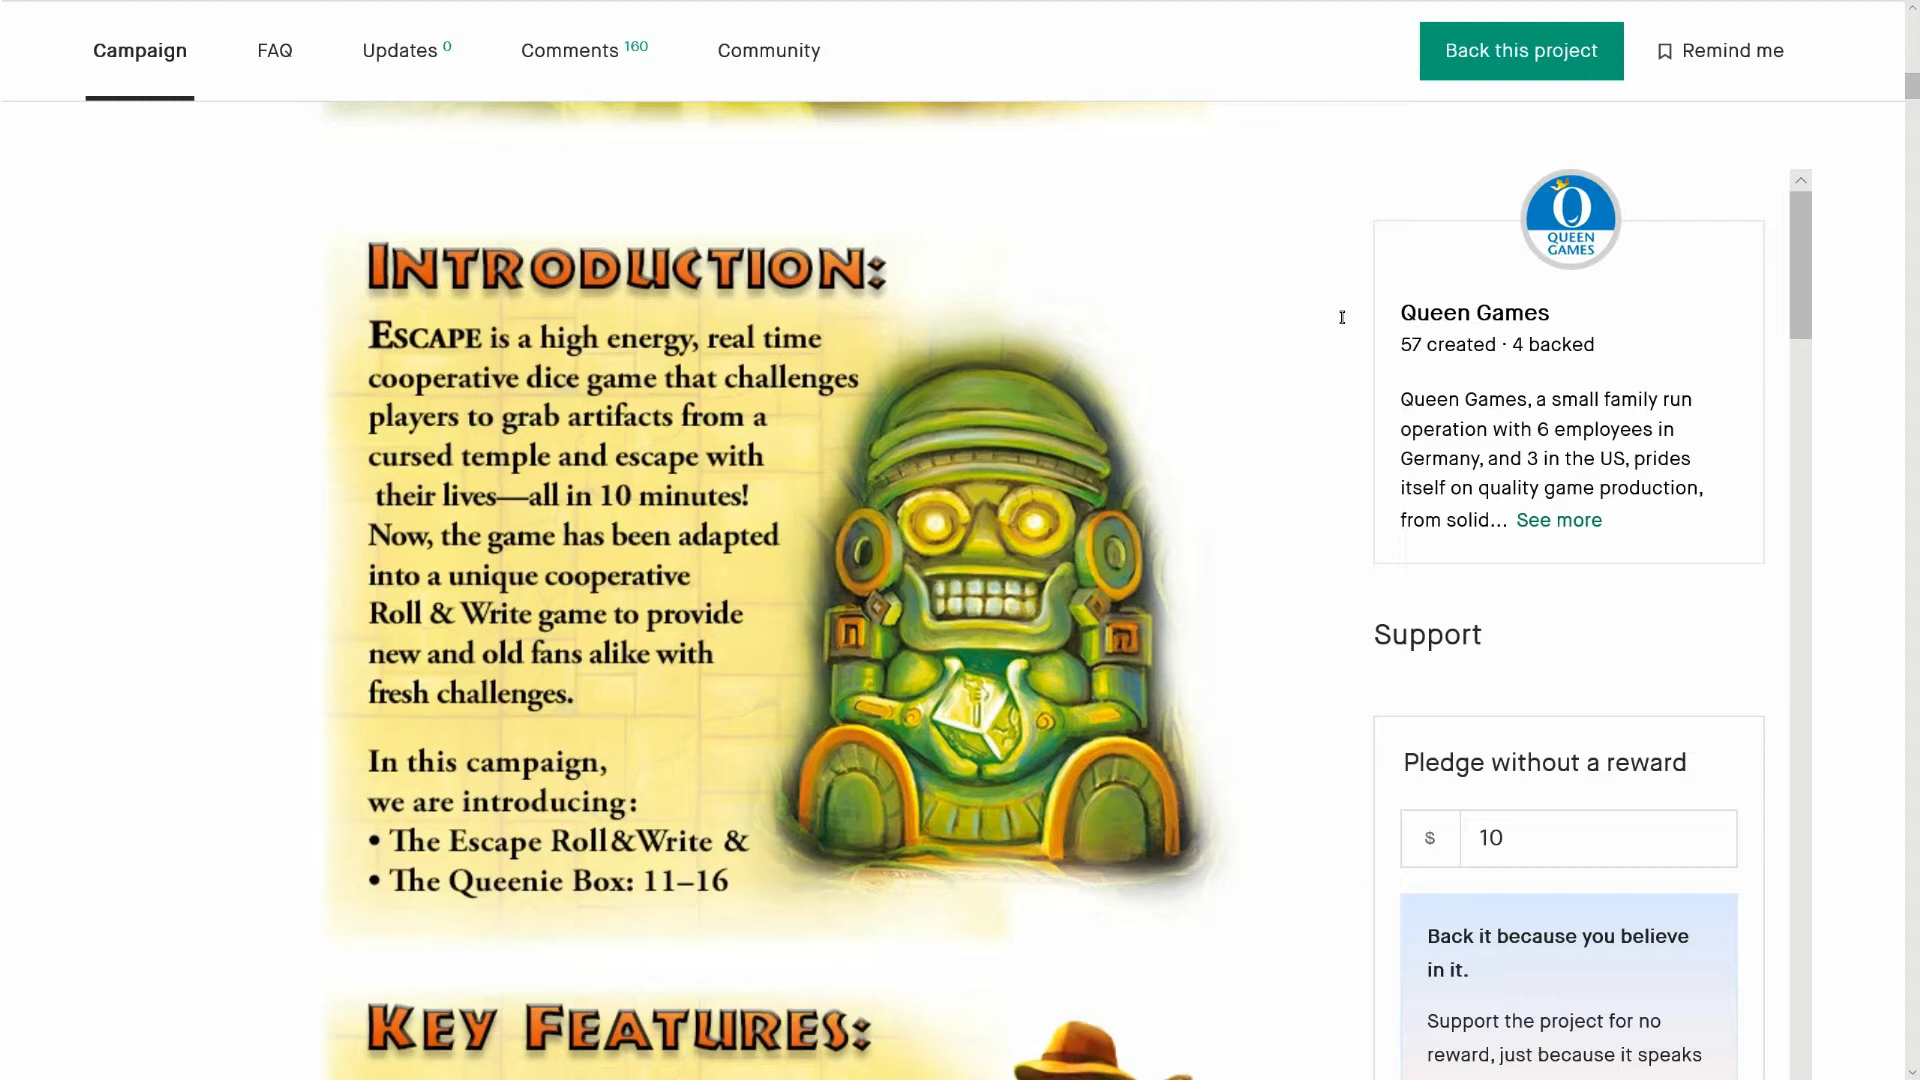 Campaign FAQ Updates 0 Comments 160 Community Back this project Remind me
INTRODUCTION:
ESCAPE is a high energy, real time
cooperative dice game that challenges
players to grab artifacts from a
cursed temple and escape with
their lives—all in 10 minutes!
Now, the game has been adapted
into a unique cooperative
Roll & Write game to provide
new and old fans alike with
fresh challenges.
In this campaign,
we are introducing:
• The Escape Roll&Write &
• The Queenie Box: 11–16
KEY FEATURES:
Q
QUEEN
GAMES
Queen Games
57 created · 4 backed
Queen Games, a small family run
operation with 6 employees in
Germany, and 3 in the US, prides
itself on quality game production,
from solid... See more
Support
Pledge without a reward
$ 10
Back it because you believe
in it.
Support the project for no
reward, just because it speaks